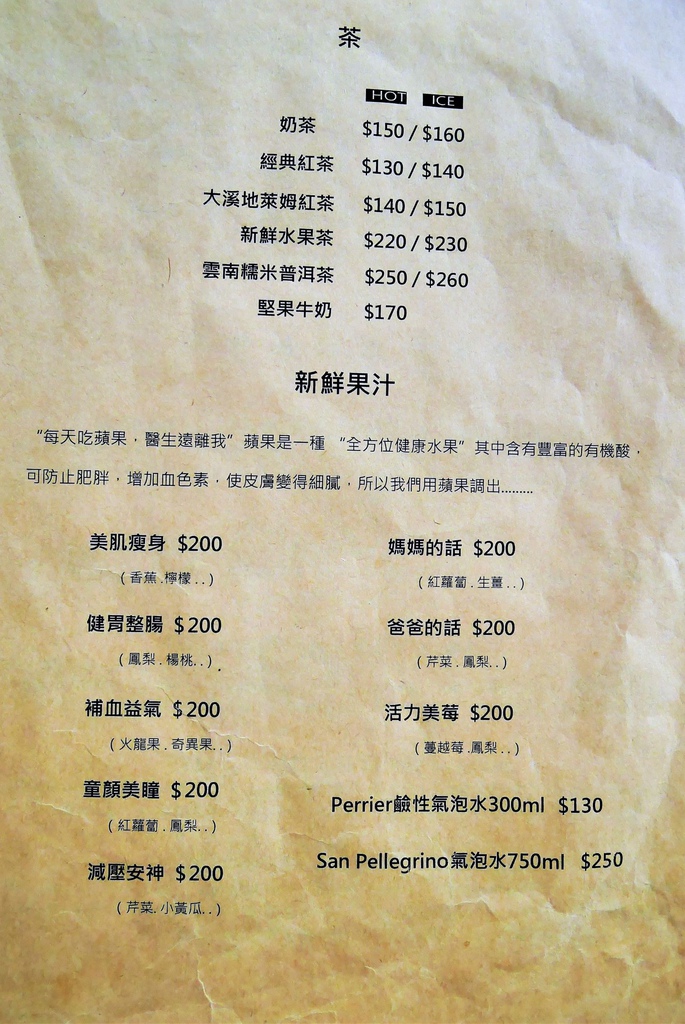 茶
HOT ICE
奶茶 $150 / $160
經典紅茶 $130 / $140
大溪地萊姆紅茶 $140 / $150
新鮮水果茶 $220 / $230
雲南糯米普洱茶 $250 / $260
堅果牛奶 $170
新鮮果汁
“每天吃蘋果，醫生遠離我”蘋果是一種 “全方位健康水果”其中含有豐富的有機酸，
可防止肥胖，增加血色素，使皮膚變得細膩，所以我們用蘋果調出.........
美肌瘦身 $200
( 香蕉 .檸檬 . . )
健胃整腸 $200
( 鳳梨 . 楊桃. . )
補血益氣 $200
( 火龍果 . 奇異果. . )
童顏美瞳 $200
( 紅蘿蔔 . 鳳梨. . )
減壓安神 $200
( 芹菜. 小黃瓜. . )
媽媽的話 $200
( 紅蘿蔔 . 生薑 . . )
爸爸的話 $200
( 芹菜 . 鳳梨. . )
活力美莓 $200
( 蔓越莓 .鳳梨. . )
Perrier鹼性氣泡水300ml $130
San Pellegrino氣泡水750ml $250